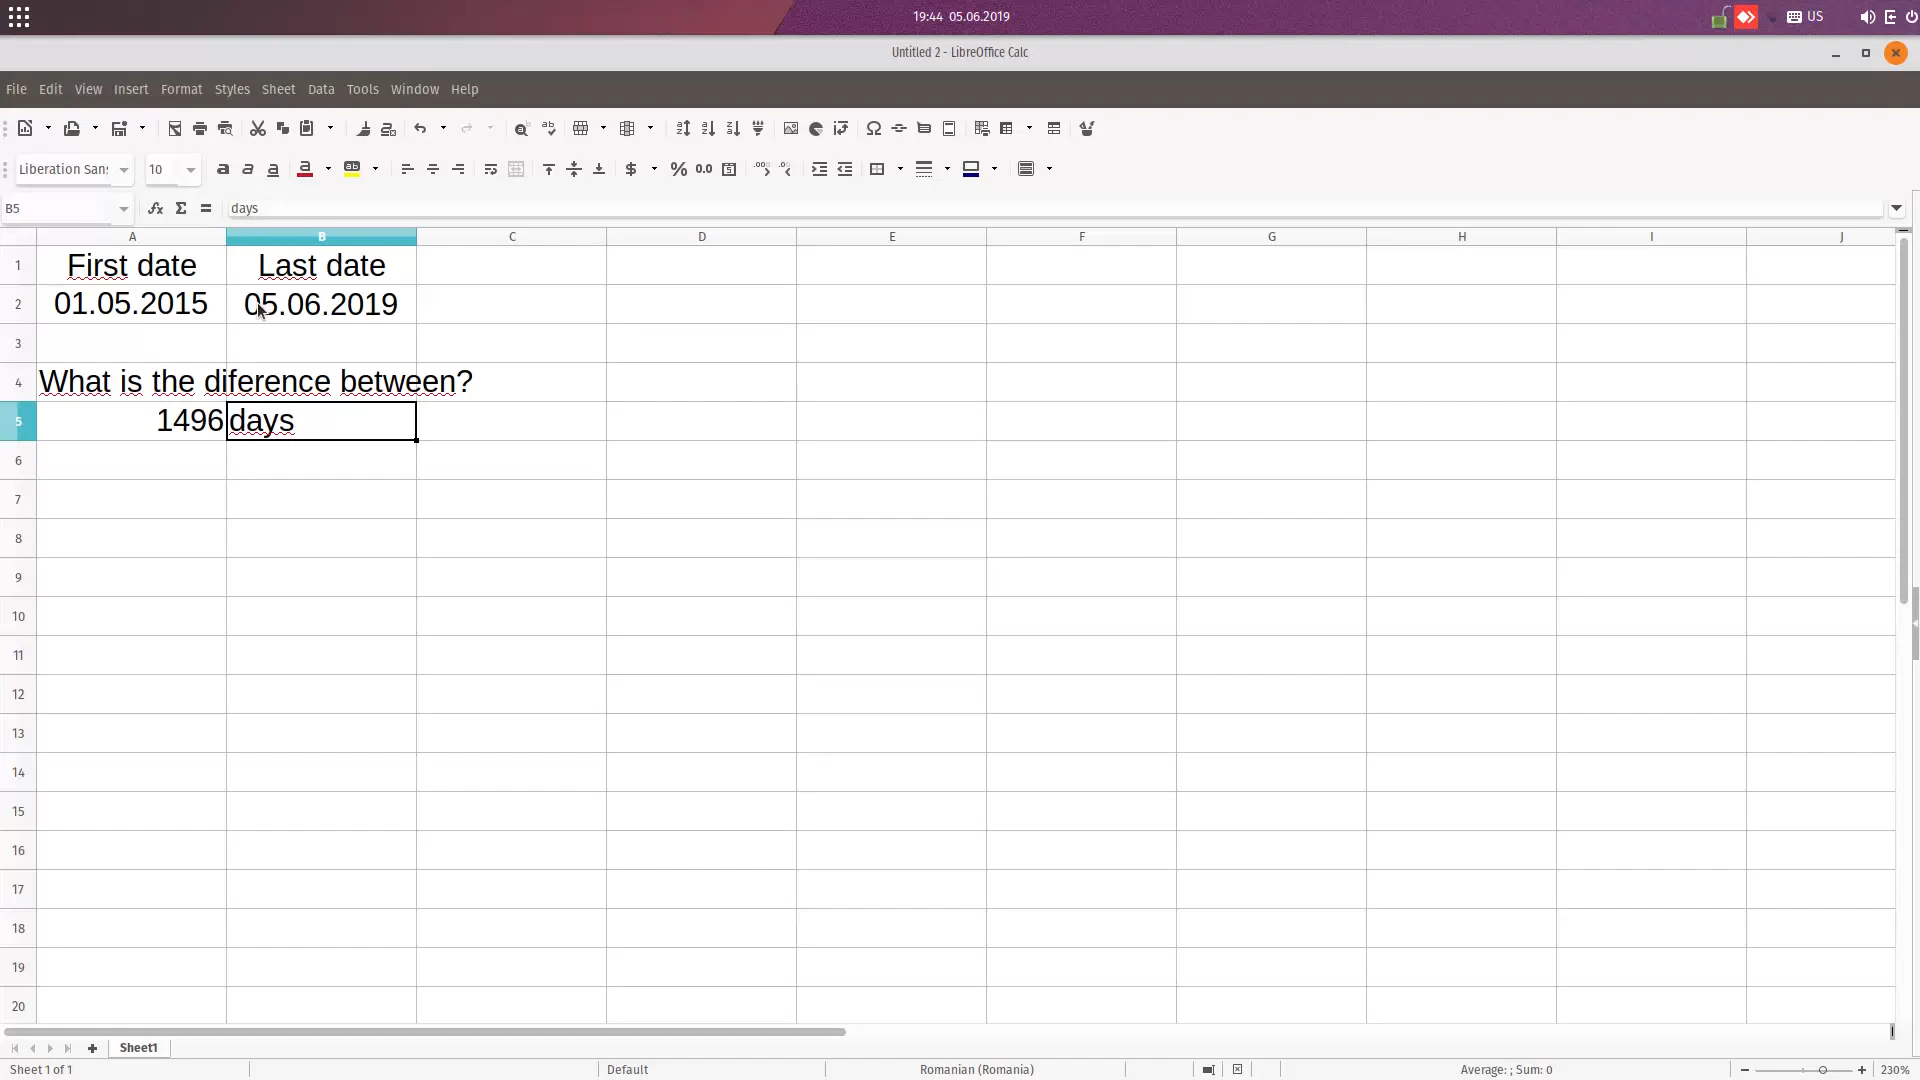 19:44 05.06.2019
US
Untitled 2 - LibreOffice Calc
File Edit View Insert Format Styles Sheet Data Tools Window Help
Liberation Sans 10
B5 days
A B C D E F G H I J
1 First date Last date
2 01.05.2015 05.06.2019
3
4 What is the diference between?
5 1496 days
6
7
8
9
10
11
12
13
14
15
16
17
18
19
20
Sheet1
Sheet 1 of 1 Default Romanian (Romania) Average: ; Sum: 0 230%